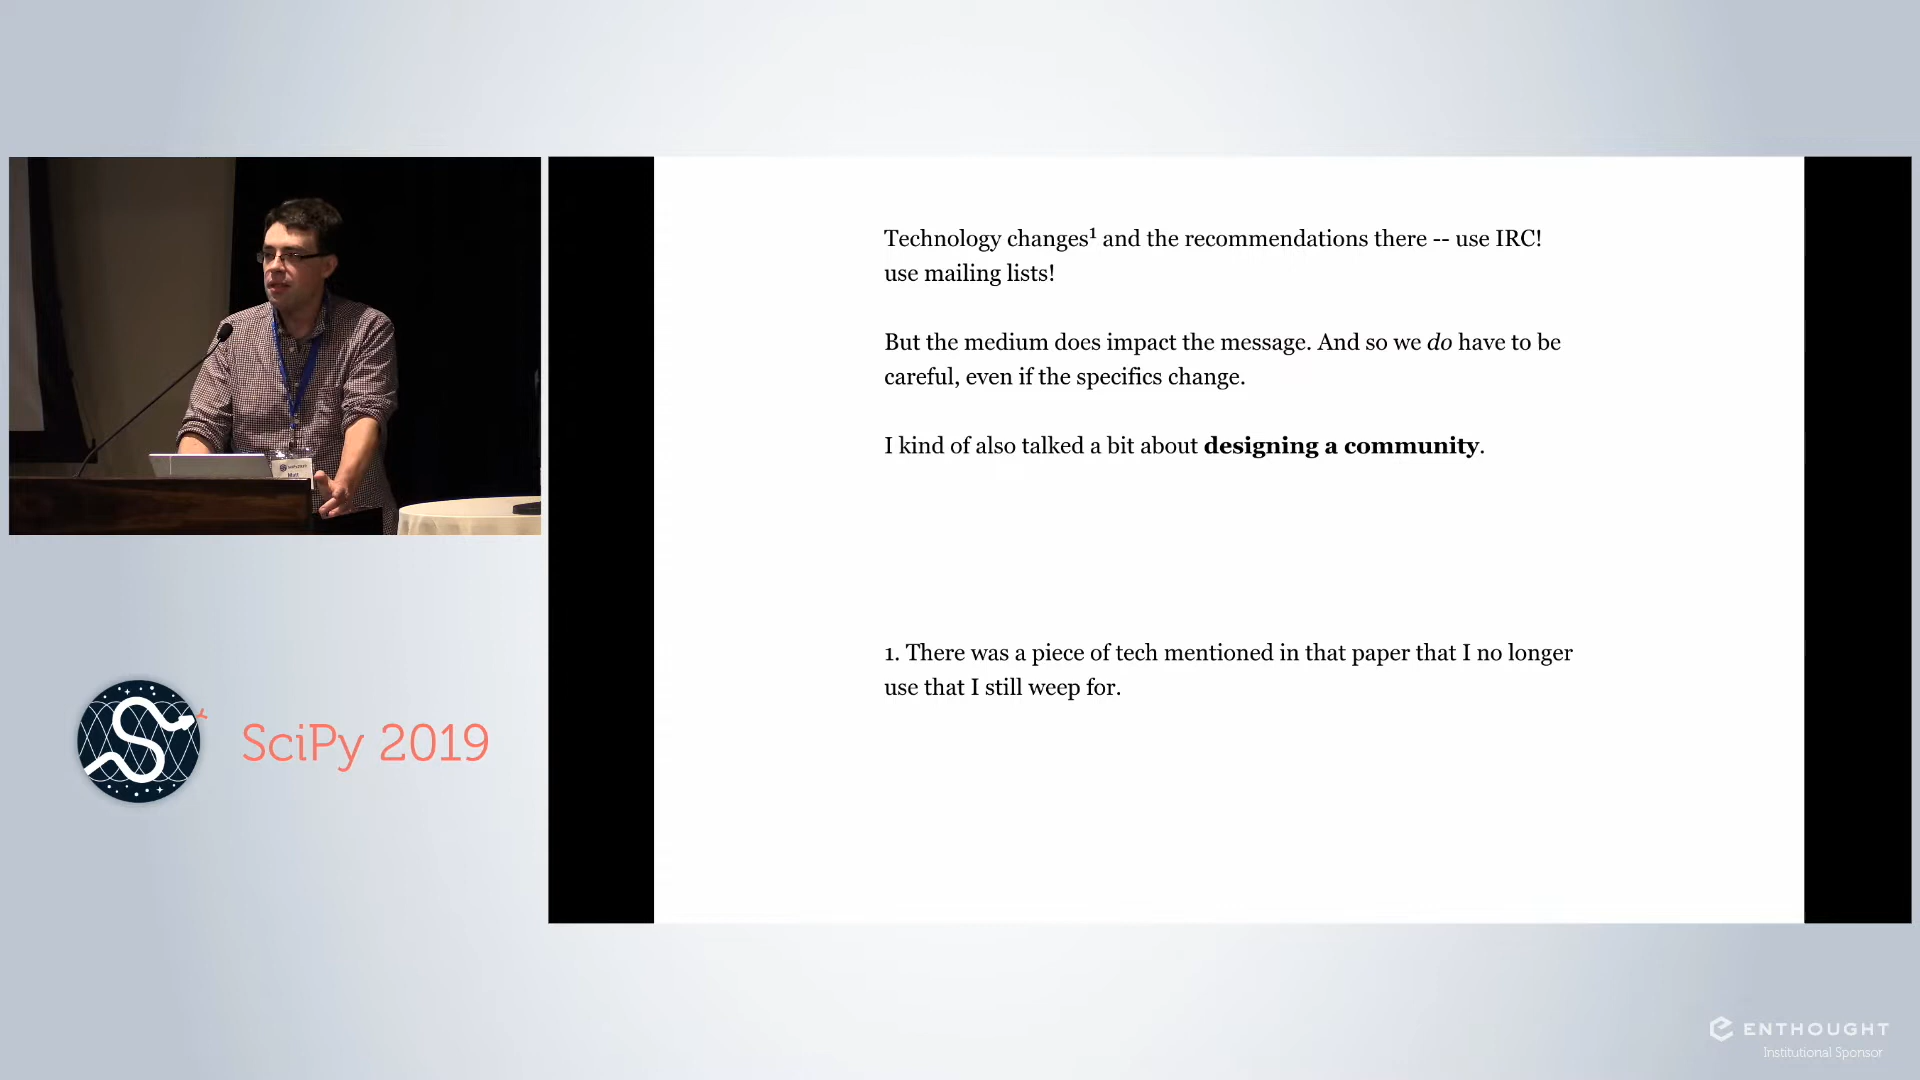 Technology changes¹ and the recommendations there -- use IRC!
use mailing lists!
But the medium does impact the message. And so we do have to be
careful, even if the specifics change.
I kind of also talked a bit about designing a community.
1. There was a piece of tech mentioned in that paper that I no longer
use that I still weep for.
Matt
SciPy 2019
ENTHOUGHT
Institutional Sponsor